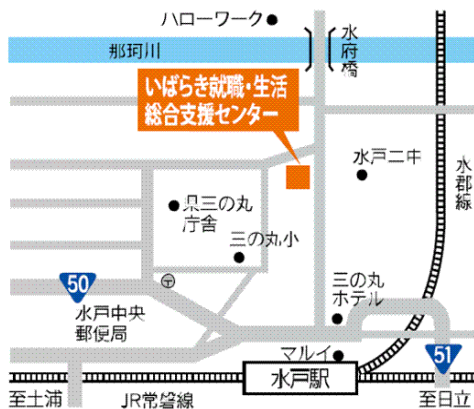 ハローワーク
那珂川
水府橋
いばらき就職・生活
総合支援センター
水戸二中
水郡線
県三の丸
庁舎
三の丸小
〒
50
水戸中央
郵便局
三の丸
ホテル
マルイ
51
水戸駅
至土浦
JR常磐線
至日立